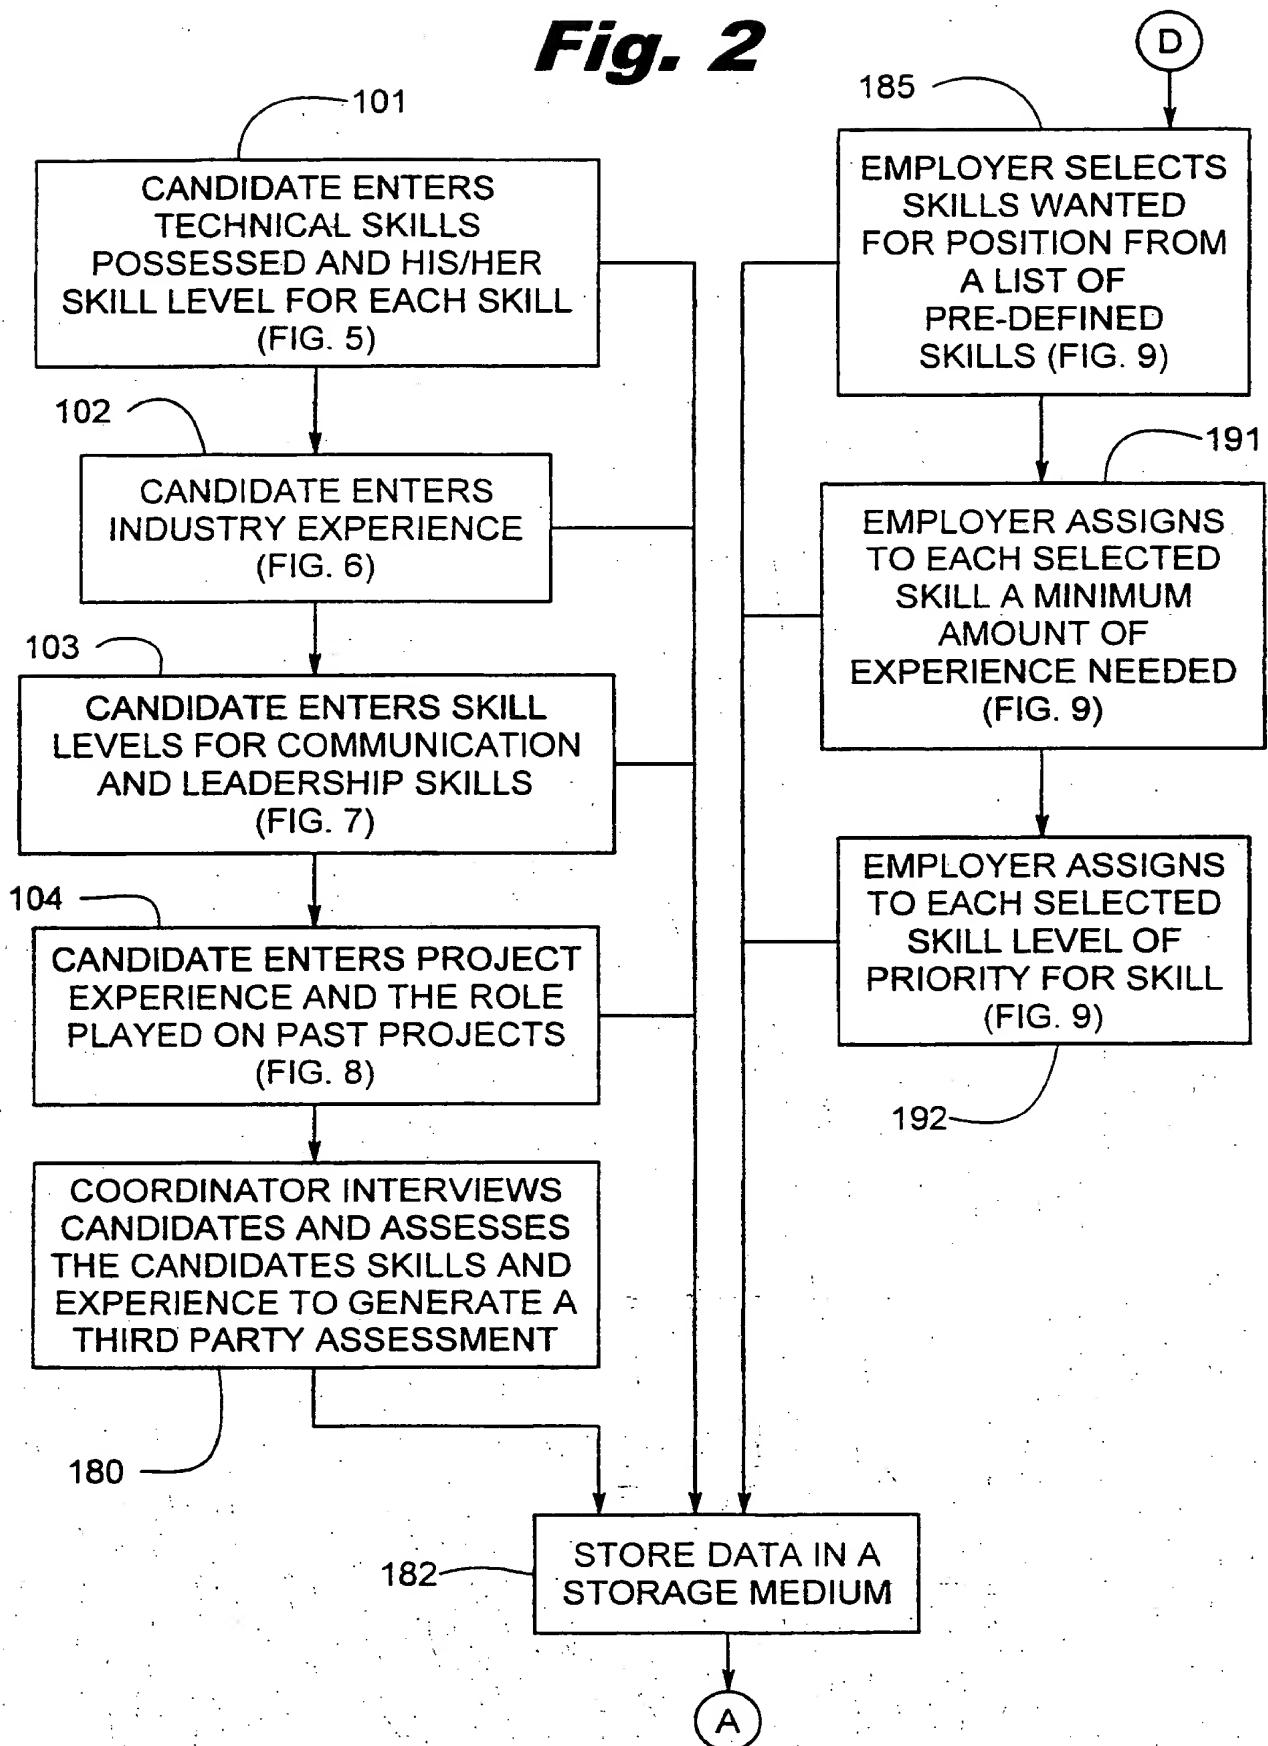 Fig. 2
101
CANDIDATE ENTERS
TECHNICAL SKILLS
POSSESSED AND HIS/HER
SKILL LEVEL FOR EACH SKILL
(FIG. 5)
102
CANDIDATE ENTERS
INDUSTRY EXPERIENCE
(FIG. 6)
103
CANDIDATE ENTERS SKILL
LEVELS FOR COMMUNICATION
AND LEADERSHIP SKILLS
(FIG. 7)
104
CANDIDATE ENTERS PROJECT
EXPERIENCE AND THE ROLE
PLAYED ON PAST PROJECTS
(FIG. 8)
COORDINATOR INTERVIEWS
CANDIDATES AND ASSESSES
THE CANDIDATES SKILLS AND
EXPERIENCE TO GENERATE A
THIRD PARTY ASSESSMENT
180
D
185
EMPLOYER SELECTS
SKILLS WANTED
FOR POSITION FROM
A LIST OF
PRE-DEFINED
SKILLS (FIG. 9)
191
EMPLOYER ASSIGNS
TO EACH SELECTED
SKILL A MINIMUM
AMOUNT OF
EXPERIENCE NEEDED
(FIG. 9)
EMPLOYER ASSIGNS
TO EACH SELECTED
SKILL LEVEL OF
PRIORITY FOR SKILL
(FIG. 9)
192
182
STORE DATA IN A
STORAGE MEDIUM
A